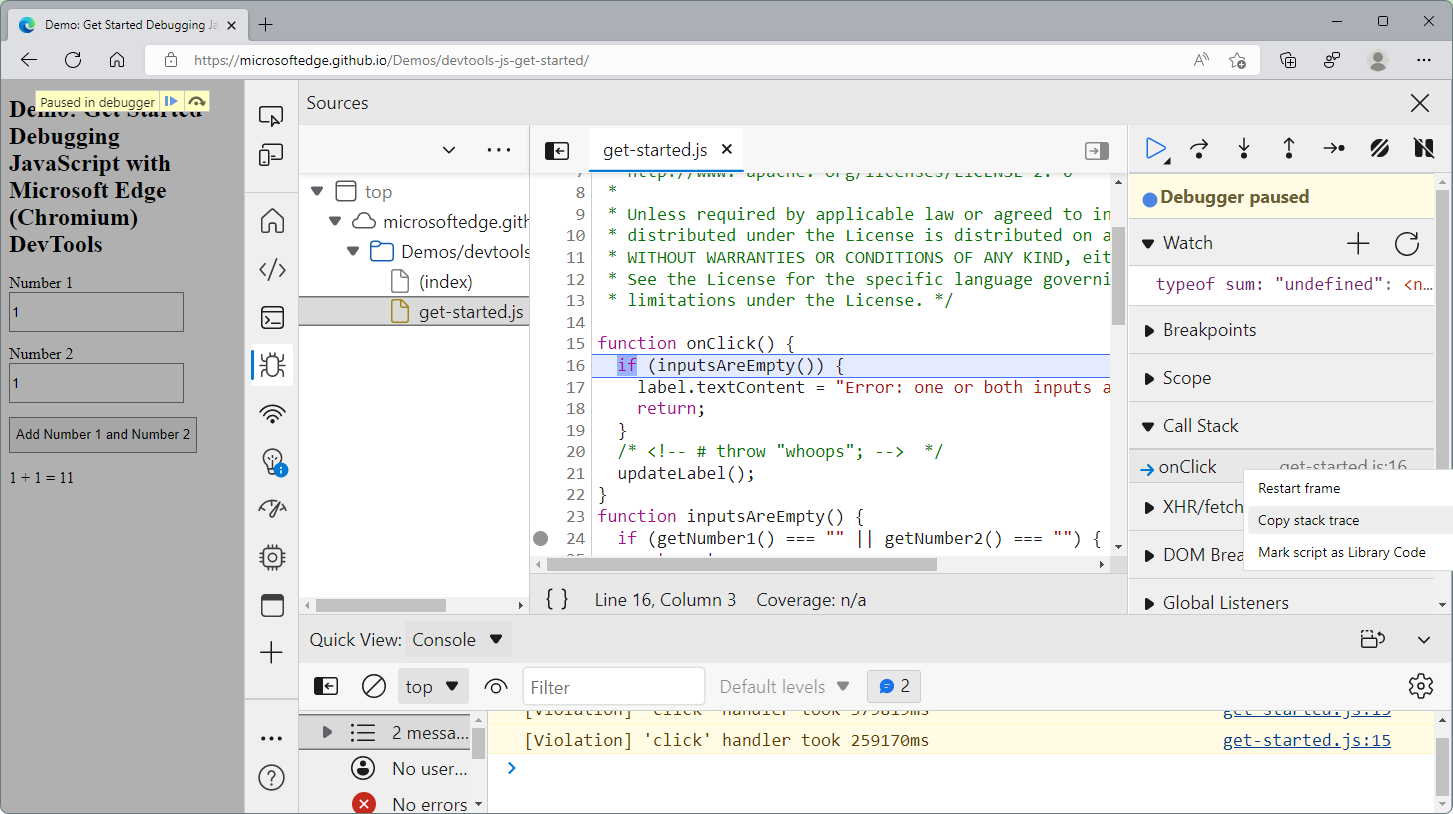 Demo: Get Started Debugging Ja
https://microsoftedge.github.io/Demos/devtools-js-get-started/
Paused in debugger
Demo: Get Started
Debugging
JavaScript with
Microsoft Edge
(Chromium)
DevTools
Number 1
1
Number 2
1
Add Number 1 and Number 2
1 + 1 = 11
Sources
top
microsoftedge.gith
Demos/devtools
(index)
get-started.js
get-started.js
7 * http://www. apache. org/licenses/LICENSE-2. 0
8 *
9 * Unless required by applicable law or agreed to in
10 * distributed under the License is distributed on a
11 * WITHOUT WARRANTIES OR CONDITIONS OF ANY KIND, eit
12 * See the License for the specific language governi
13 * limitations under the License. */
14
15 function onClick() {
16 if (inputsAreEmpty()) {
17 label.textContent = "Error: one or both inputs a
18 return;
19 }
20 /* <!-- # throw "whoops"; --> */
21 updateLabel();
22 }
23 function inputsAreEmpty() {
24 if (getNumber1() === "" || getNumber2() === "") {
{ } Line 16, Column 3 Coverage: n/a
Debugger paused
Watch
typeof sum: "undefined": <n…
Breakpoints
Scope
Call Stack
onClick get-started.js:16
XHR/fetch
DOM Brea
Global Listeners
Restart frame
Copy stack trace
Mark script as Library Code
Quick View: Console
top
Filter
Default levels
2
2 messa…
No user…
No errors
[Violation] 'click' handler took 379819ms get-started.js:15
[Violation] 'click' handler took 259170ms get-started.js:15